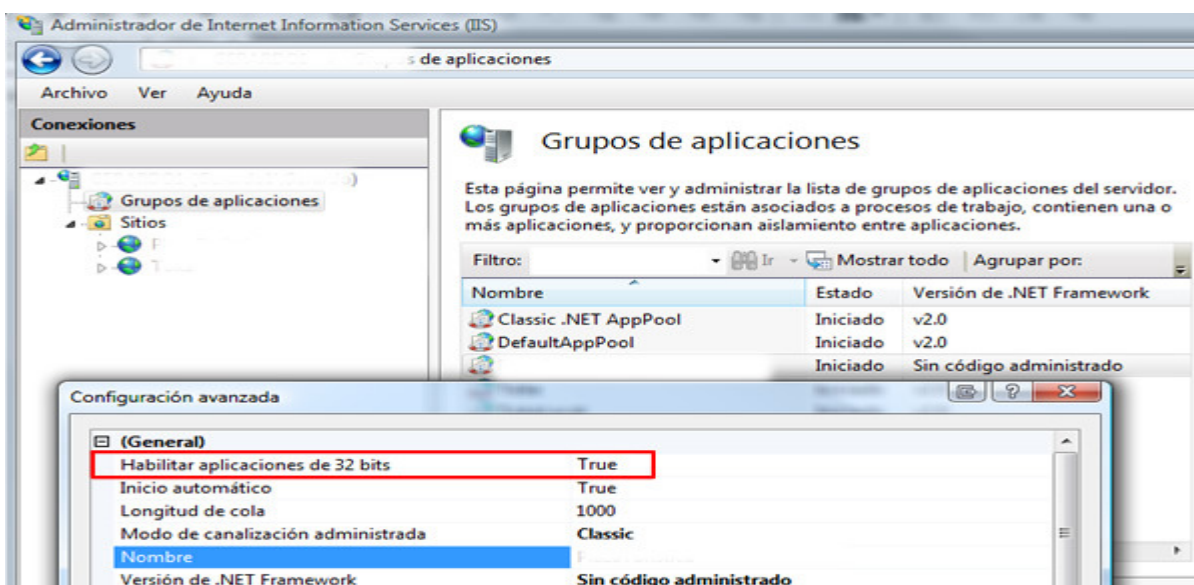 Administrador de Internet Information Services (IIS)
de aplicaciones
Archivo Ver Ayuda
Conexiones
Grupos de aplicaciones
Sitios
Grupos de aplicaciones
Esta página permite ver y administrar la lista de grupos de aplicaciones del servidor.
Los grupos de aplicaciones están asociados a procesos de trabajo, contienen una o
más aplicaciones, y proporcionan aislamiento entre aplicaciones.
Filtro: Ir Mostrar todo Agrupar por:
Nombre Estado Versión de .NET Framework
Classic .NET AppPool Iniciado v2.0
DefaultAppPool Iniciado v2.0
Iniciado Sin código administrado
Configuración avanzada
(General)
Habilitar aplicaciones de 32 bits True
Inicio automático True
Longitud de cola 1000
Modo de canalización administrada Classic
Nombre
Versión de .NET Framework Sin código administrado